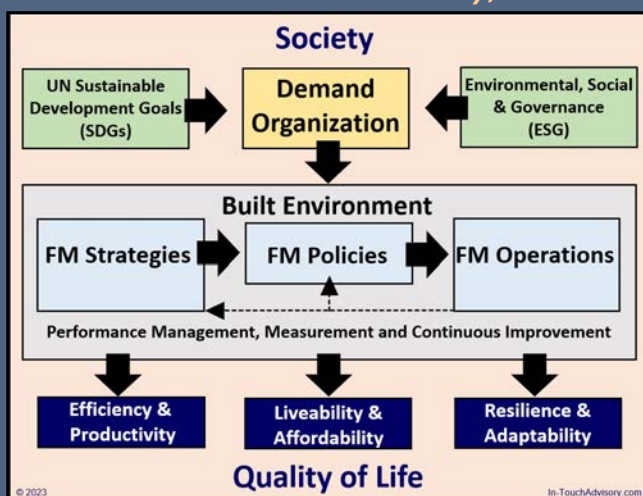 Society
UN Sustainable
Development Goals
(SDGs)
Demand
Organization
Environmental, Social
& Governance
(ESG)
Built Environment
FM Strategies
FM Policies
FM Operations
Performance Management, Measurement and Continuous Improvement
Efficiency &
Productivity
Liveability &
Affordability
Resilience &
Adaptability
Quality of Life
© 2023
In-TouchAdvisory.com